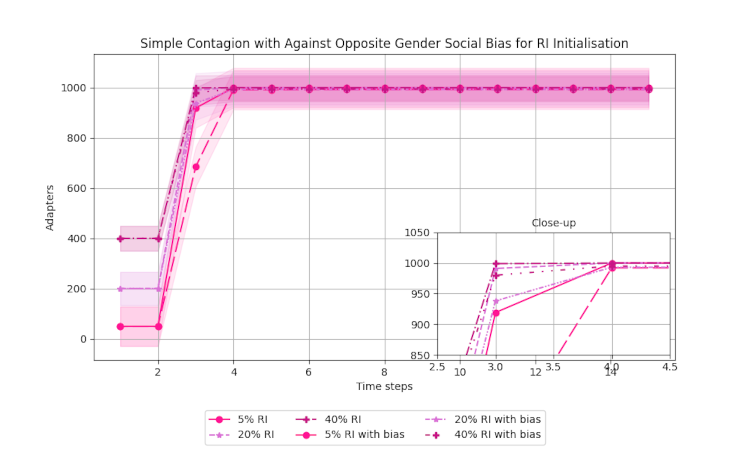 Simple Contagion with Against Opposite Gender Social Bias for RI Initialisation
Adapters
1000
800
600
400
200
0
2
4
6
8
10
12
14
Time steps
Close-up
1050
1000
950
900
850
2.5
3.0
3.5
4.0
4.5
5% RI
20% RI
40% RI
5% RI with bias
20% RI with bias
40% RI with bias